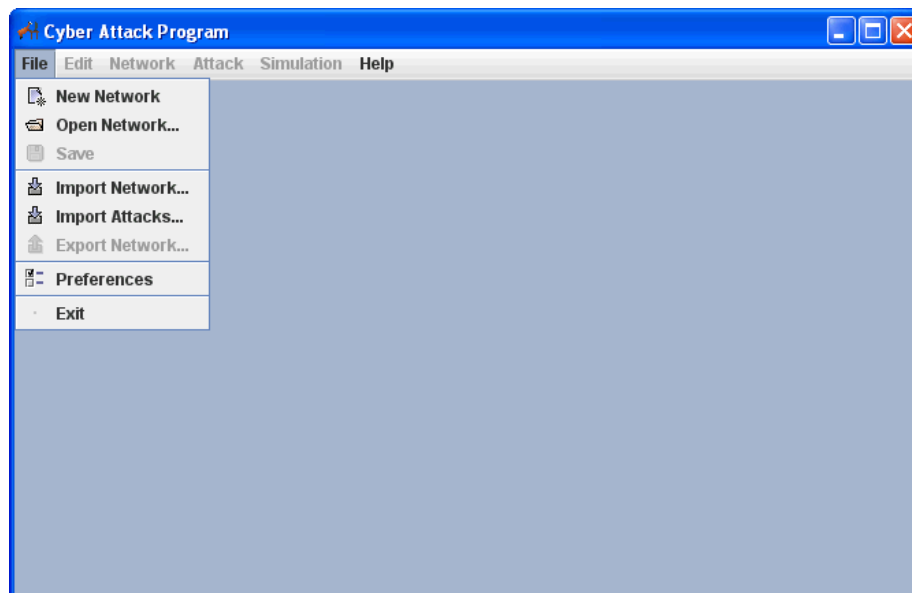 Cyber Attack Program
File Edit Network Attack Simulation Help
New Network
Open Network...
Save
Import Network...
Import Attacks...
Export Network...
Preferences
Exit